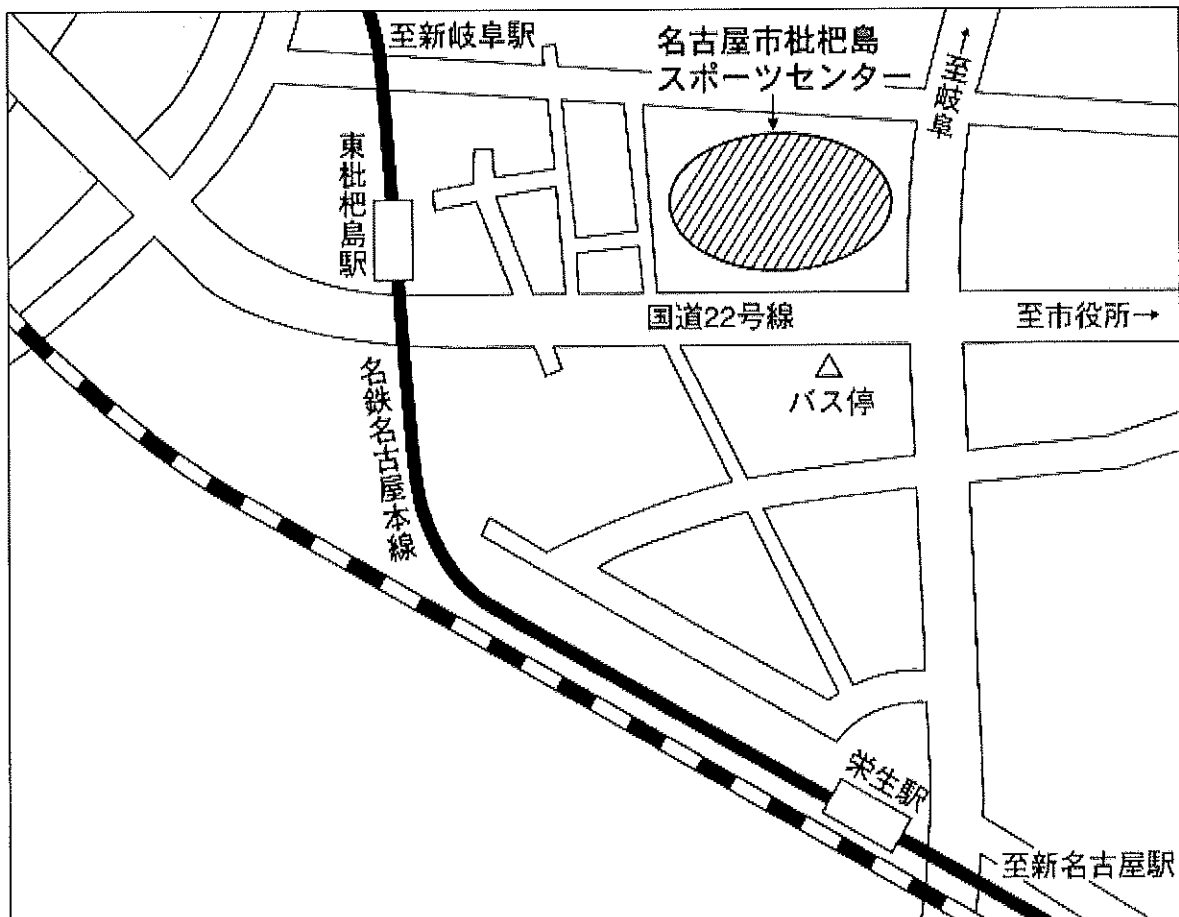 至新岐阜駅
名古屋市枇杷島
スポーツセンター
↑至岐阜
東枇杷島駅
国道22号線
至市役所→
バス停
名鉄名古屋本線
栄生駅
至新名古屋駅